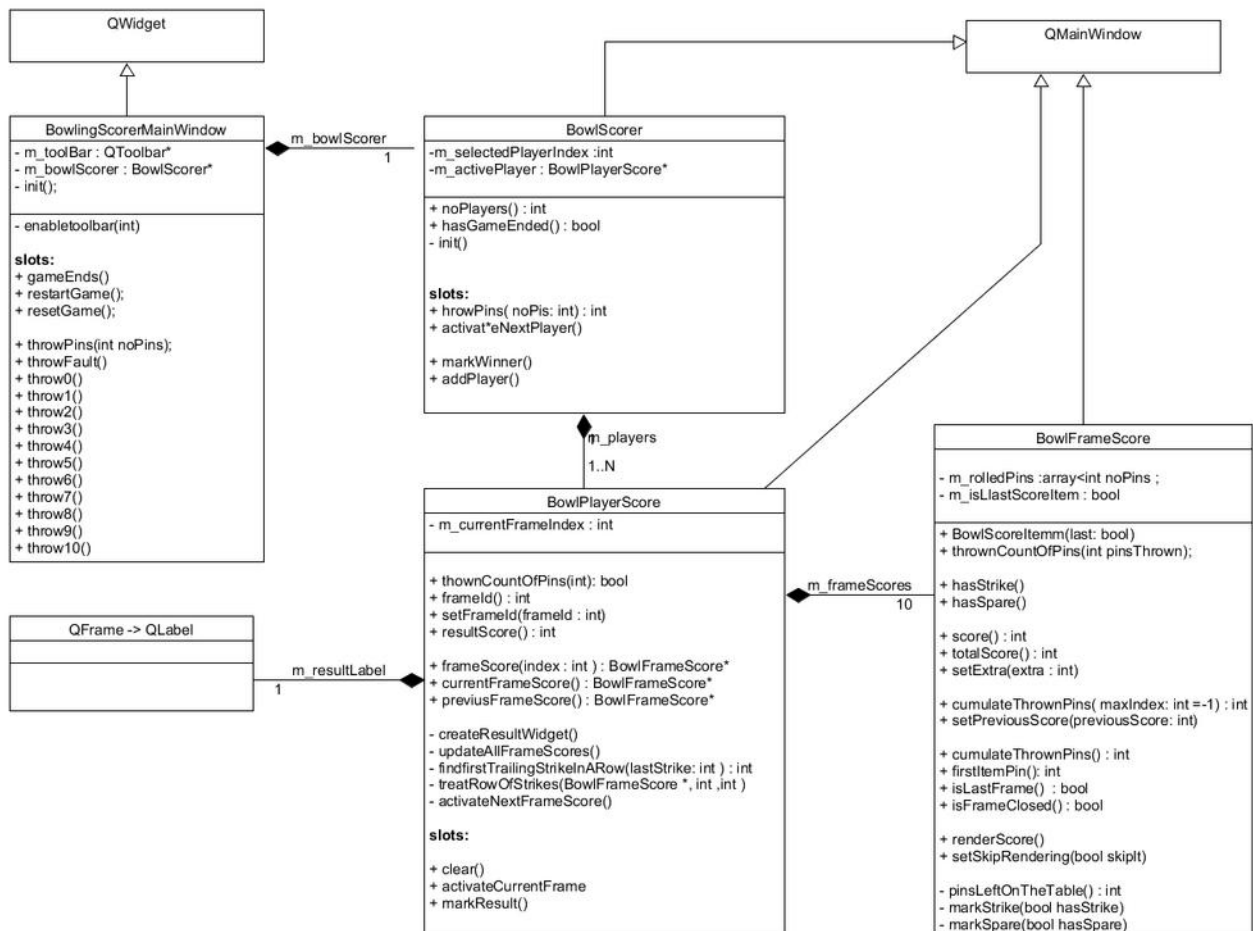 QWidget
QMainWindow
BowlingScorerMainWindow
- m_toolBar : QToolbar*
- m_bowlScorer : BowlScorer*
- init();
- enabletoolbar(int)
slots:
+ gameEnds()
+ restartGame();
+ resetGame();
+ throwPins(int noPins);
+ throwFault()
+ throw0()
+ throw1()
+ throw2()
+ throw3()
+ throw4()
+ throw5()
+ throw6()
+ throw7()
+ throw8()
+ throw9()
+ throw10()
m_bowlScorer
1
BowlScorer
-m_selectedPlayerIndex :int
-m_activePlayer : BowlPlayerScore*
+ noPlayers() : int
+ hasGameEnded() : bool
- init()
slots:
+ hrowPins( noPis: int) : int
+ activat*eNextPlayer()
+ markWinner()
+ addPlayer()
m_players
1..N
BowlPlayerScore
- m_currentFrameIndex : int
+ thownCountOfPins(int): bool
+ frameId() : int
+ setFrameId(frameId : int)
+ resultScore() : int
+ frameScore(index : int ) : BowlFrameScore*
+ currentFrameScore() : BowlFrameScore*
+ previusFrameScore() : BowlFrameScore*
- createResultWidget()
- updateAllFrameScores()
- findfirstTrailingStrikeInARow(lastStrike: int ) : int
- treatRowOfStrikes(BowlFrameScore *, int ,int )
- activateNextFrameScore()
slots:
+ clear()
+ activateCurrentFrame
+ markResult()
QFrame -> QLabel
m_resultLabel
1
m_frameScores
10
BowlFrameScore
- m_rolledPins :array<int noPins ;
- m_isLlastScoreItem : bool
+ BowlScoreItemm(last: bool)
+ thrownCountOfPins(int pinsThrown);
+ hasStrike()
+ hasSpare()
+ score() : int
+ totalScore() : int
+ setExtra(extra : int)
+ cumulateThrownPins( maxIndex: int =-1) : int
+ setPreviousScore(previousScore: int)
+ cumulateThrownPins() : int
+ firstItemPin(): int
+ isLastFrame() : bool
+ isFrameClosed() : bool
+ renderScore()
+ setSkipRendering(bool skipIt)
- pinsLeftOnTheTable() : int
- markStrike(bool hasStrike)
- markSpare(bool hasSpare)